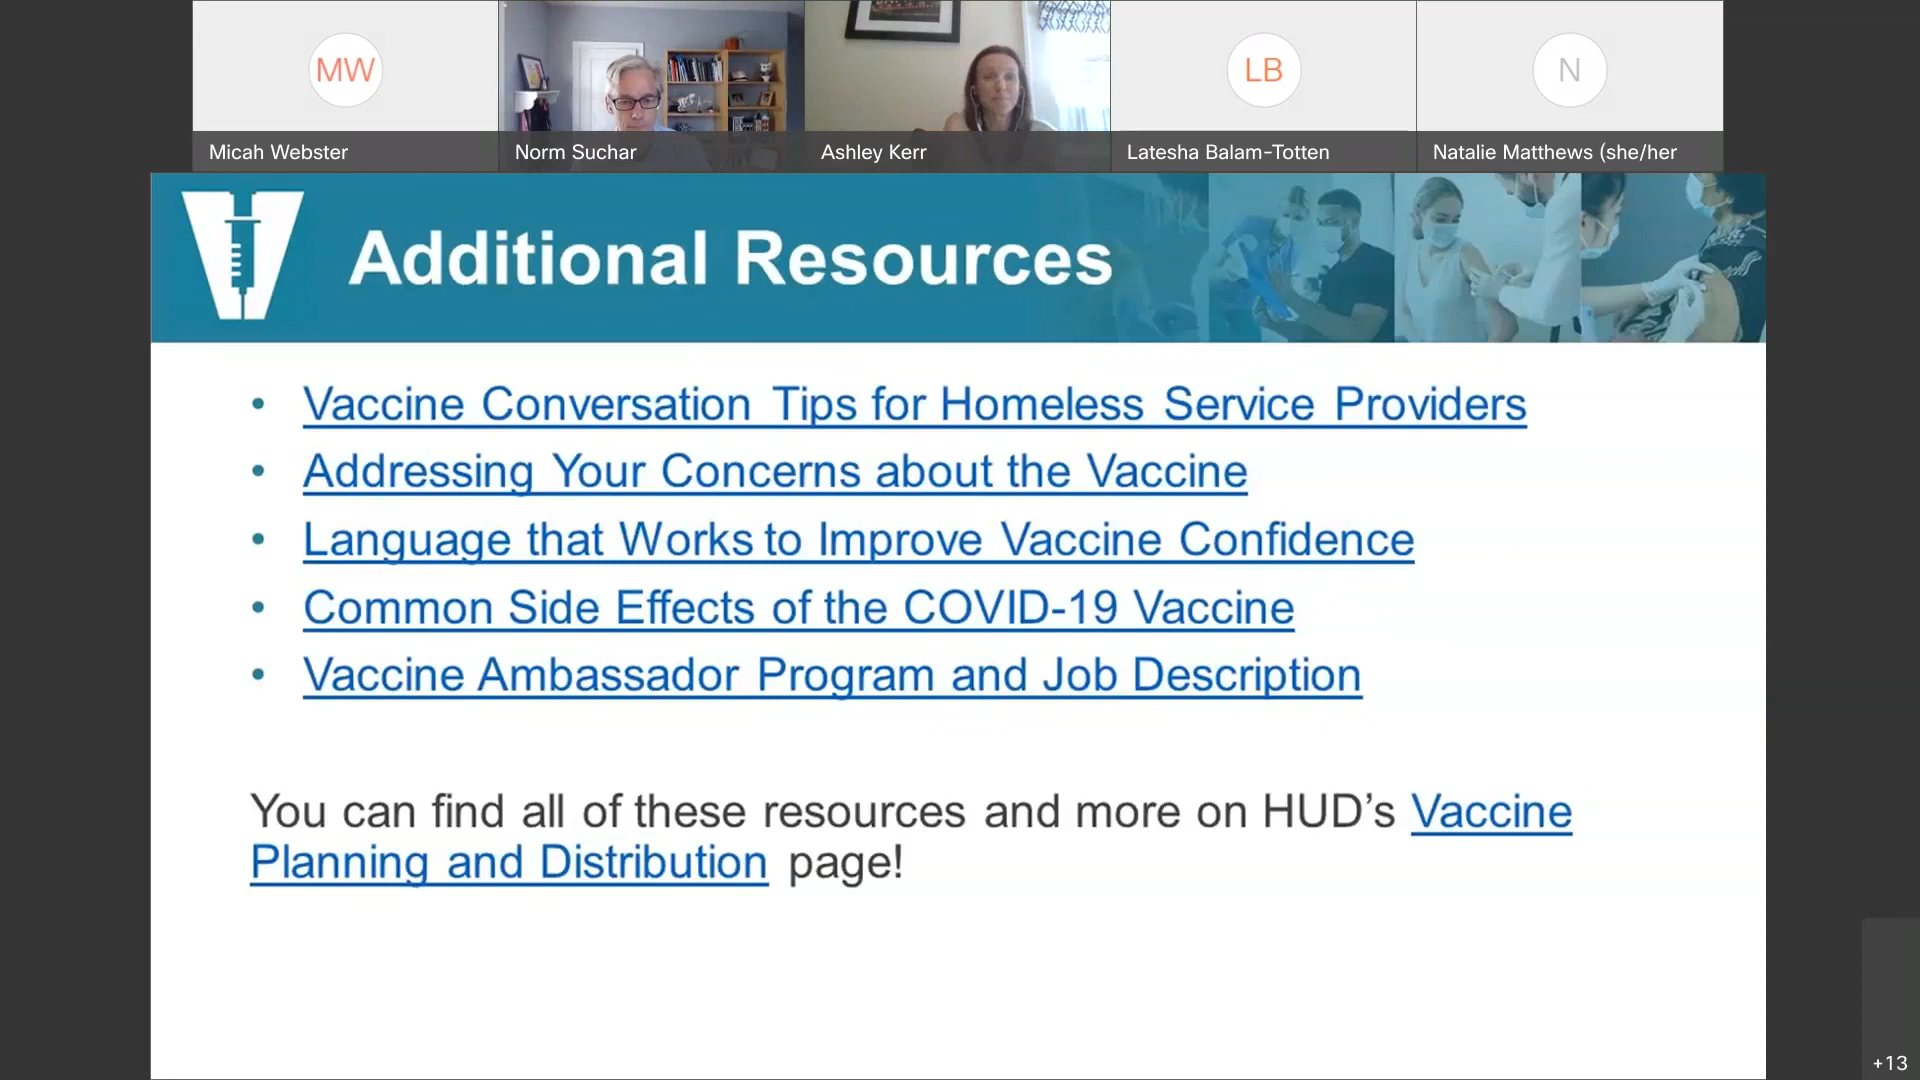 MW
LB
N
Micah Webster
Norm Suchar
Ashley Kerr
Latesha Balam-Totten
Natalie Matthews (she/her
Additional Resources
• Vaccine Conversation Tips for Homeless Service Providers
• Addressing Your Concerns about the Vaccine
• Language that Works to Improve Vaccine Confidence
• Common Side Effects of the COVID-19 Vaccine
• Vaccine Ambassador Program and Job Description
You can find all of these resources and more on HUD’s Vaccine
Planning and Distribution page!
+13